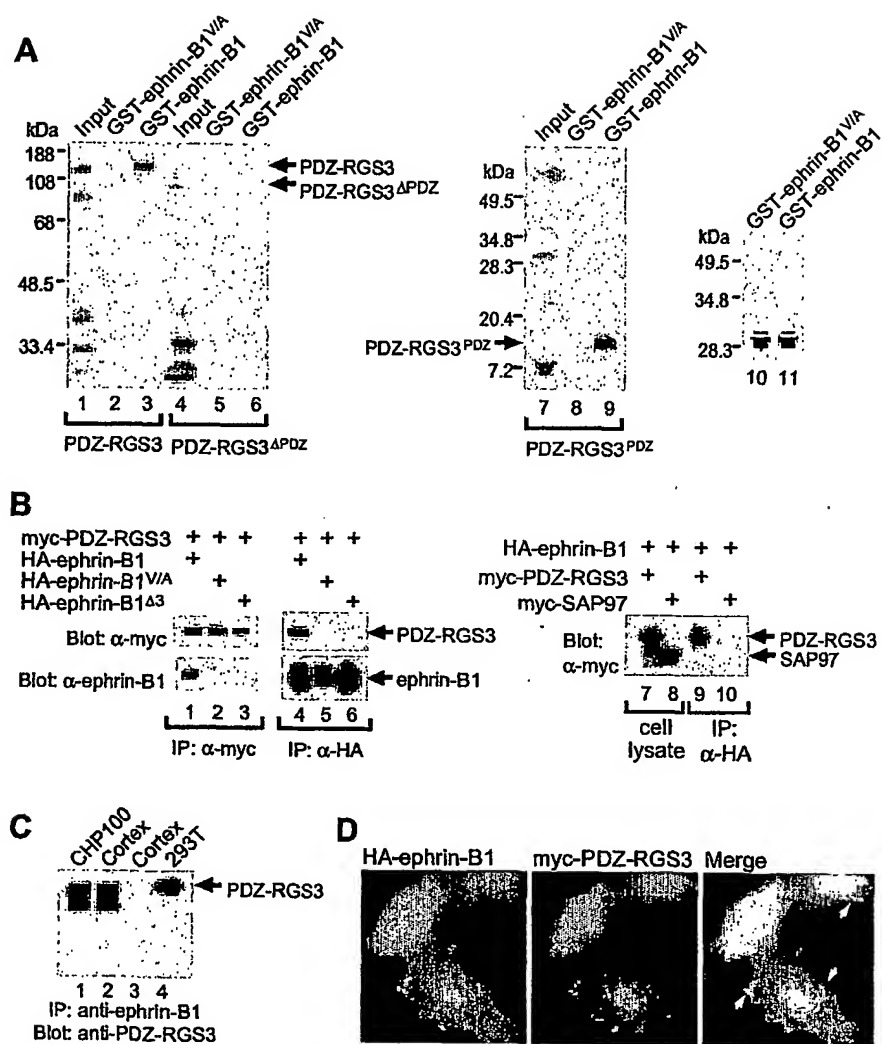 A
Input
GST-ephrin-B1V/A
GST-ephrin-B1
Input
GST-ephrin-B1V/A
GST-ephrin-B1
kDa
188
108
68
48.5
33.4
PDZ-RGS3
PDZ-RGS3ΔPDZ
1 2 3 4 5 6
PDZ-RGS3 PDZ-RGS3ΔPDZ
Input
GST-ephrin-B1V/A
GST-ephrin-B1
kDa
49.5
34.8
28.3
20.4
7.2
PDZ-RGS3PDZ
7 8 9
PDZ-RGS3PDZ
GST-ephrin-B1V/A
GST-ephrin-B1
kDa
49.5
34.8
28.3
10 11
B
myc-PDZ-RGS3 + + + + + +
HA-ephrin-B1 + +
HA-ephrin-B1V/A + +
HA-ephrin-B1Δ3 + +
Blot: α-myc
PDZ-RGS3
Blot: α-ephrin-B1
ephrin-B1
1 2 3 4 5 6
IP: α-myc IP: α-HA
HA-ephrin-B1 + + + +
myc-PDZ-RGS3 + +
myc-SAP97 + +
Blot:
α-myc
PDZ-RGS3
SAP97
7 8 9 10
cell IP:
lysate α-HA
C
CHP100
Cortex
Cortex
293T
PDZ-RGS3
1 2 3 4
IP: anti-ephrin-B1
Blot: anti-PDZ-RGS3
D
HA-ephrin-B1 myc-PDZ-RGS3 Merge